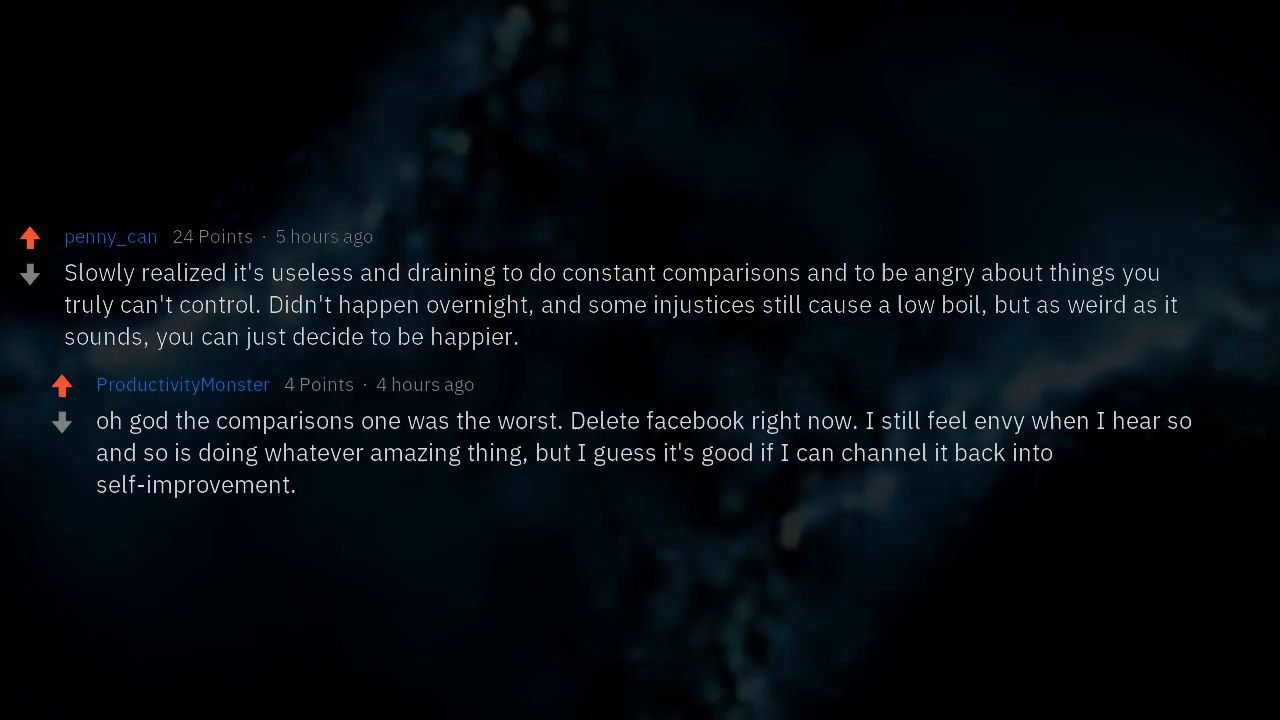 penny_can 24 Points · 5 hours ago
Slowly realized it's useless and draining to do constant comparisons and to be angry about things you
truly can't control. Didn't happen overnight, and some injustices still cause a low boil, but as weird as it
sounds, you can just decide to be happier.
ProductivityMonster 4 Points · 4 hours ago
oh god the comparisons one was the worst. Delete facebook right now. I still feel envy when I hear so
and so is doing whatever amazing thing, but I guess it's good if I can channel it back into
self-improvement.